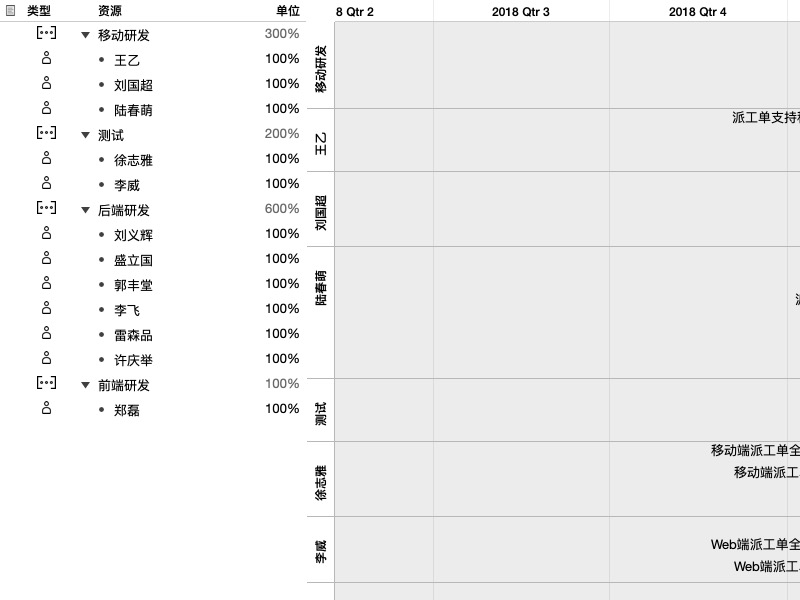 类型 资源 单位
移动研发 300%
王乙 100%
刘国超 100%
陆春萌 100%
测试 200%
徐志雅 100%
李威 100%
后端研发 600%
刘义辉 100%
盛立国 100%
郭丰堂 100%
李飞 100%
雷森品 100%
许庆举 100%
前端研发 100%
郑磊 100%
8 Qtr 2 2018 Qtr 3 2018 Qtr 4
移动研发
王乙
派工单支持
刘国超
陆春萌
测试
徐志雅
移动端派工单全
移动端派工
李威
Web端派工单全
Web端派工